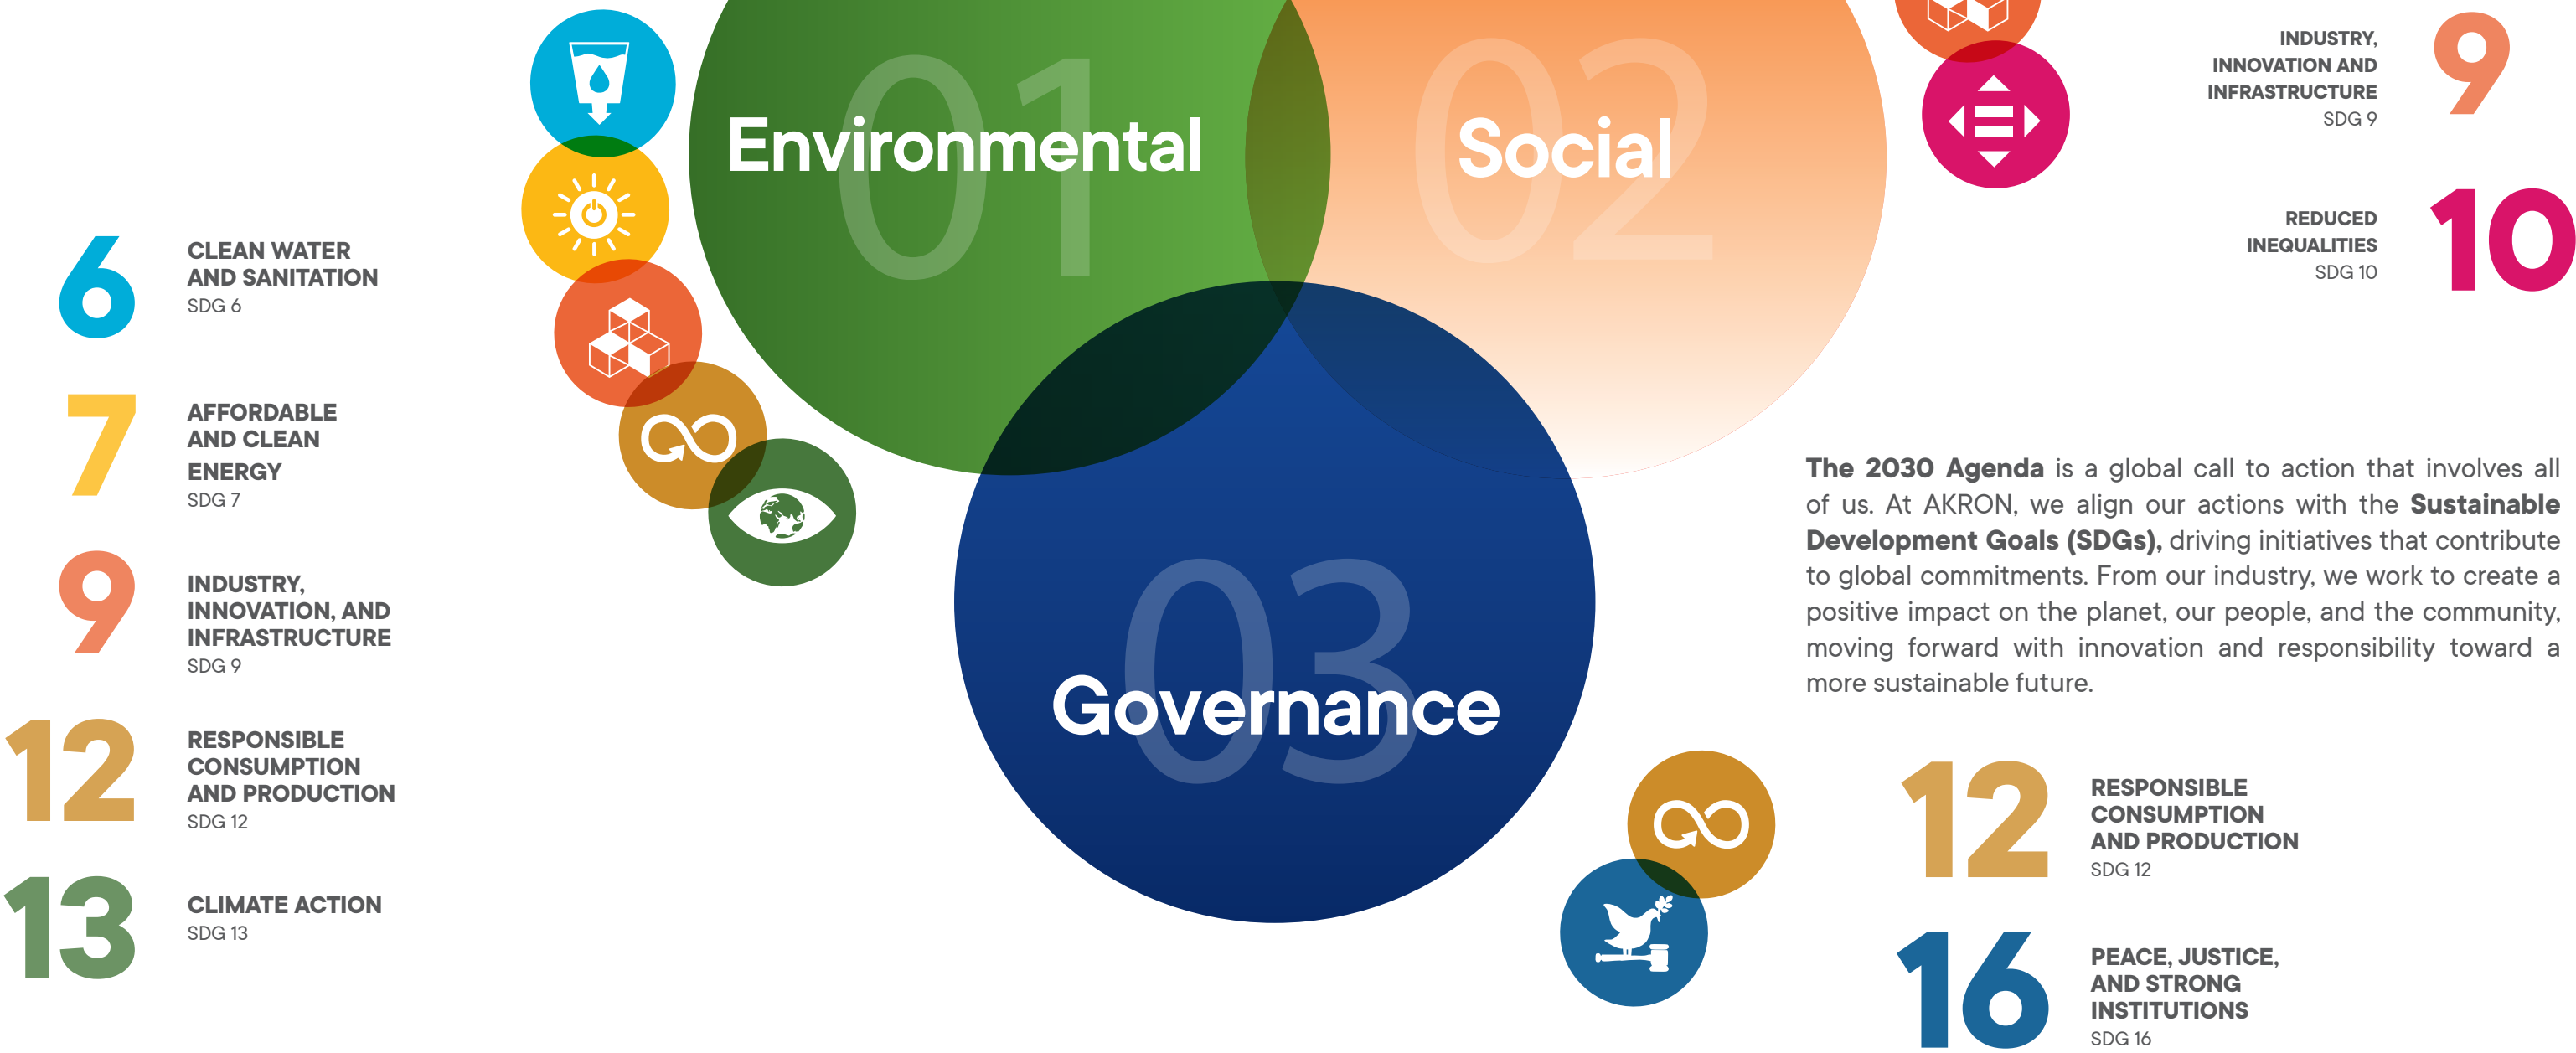 01
Environmental
02
Social
03
Governance
6
CLEAN WATER
AND SANITATION
SDG 6
7
AFFORDABLE
AND CLEAN
ENERGY
SDG 7
9
INDUSTRY,
INNOVATION, AND
INFRASTRUCTURE
SDG 9
12
RESPONSIBLE
CONSUMPTION
AND PRODUCTION
SDG 12
13
CLIMATE ACTION
SDG 13
INDUSTRY,
INNOVATION AND
INFRASTRUCTURE
SDG 9
9
REDUCED
INEQUALITIES
SDG 10
10
The 2030 Agenda is a global call to action that involves all
of us. At AKRON, we align our actions with the Sustainable
Development Goals (SDGs), driving initiatives that contribute
to global commitments. From our industry, we work to create a
positive impact on the planet, our people, and the community,
moving forward with innovation and responsibility toward a
more sustainable future.
12
RESPONSIBLE
CONSUMPTION
AND PRODUCTION
SDG 12
16
PEACE, JUSTICE,
AND STRONG
INSTITUTIONS
SDG 16